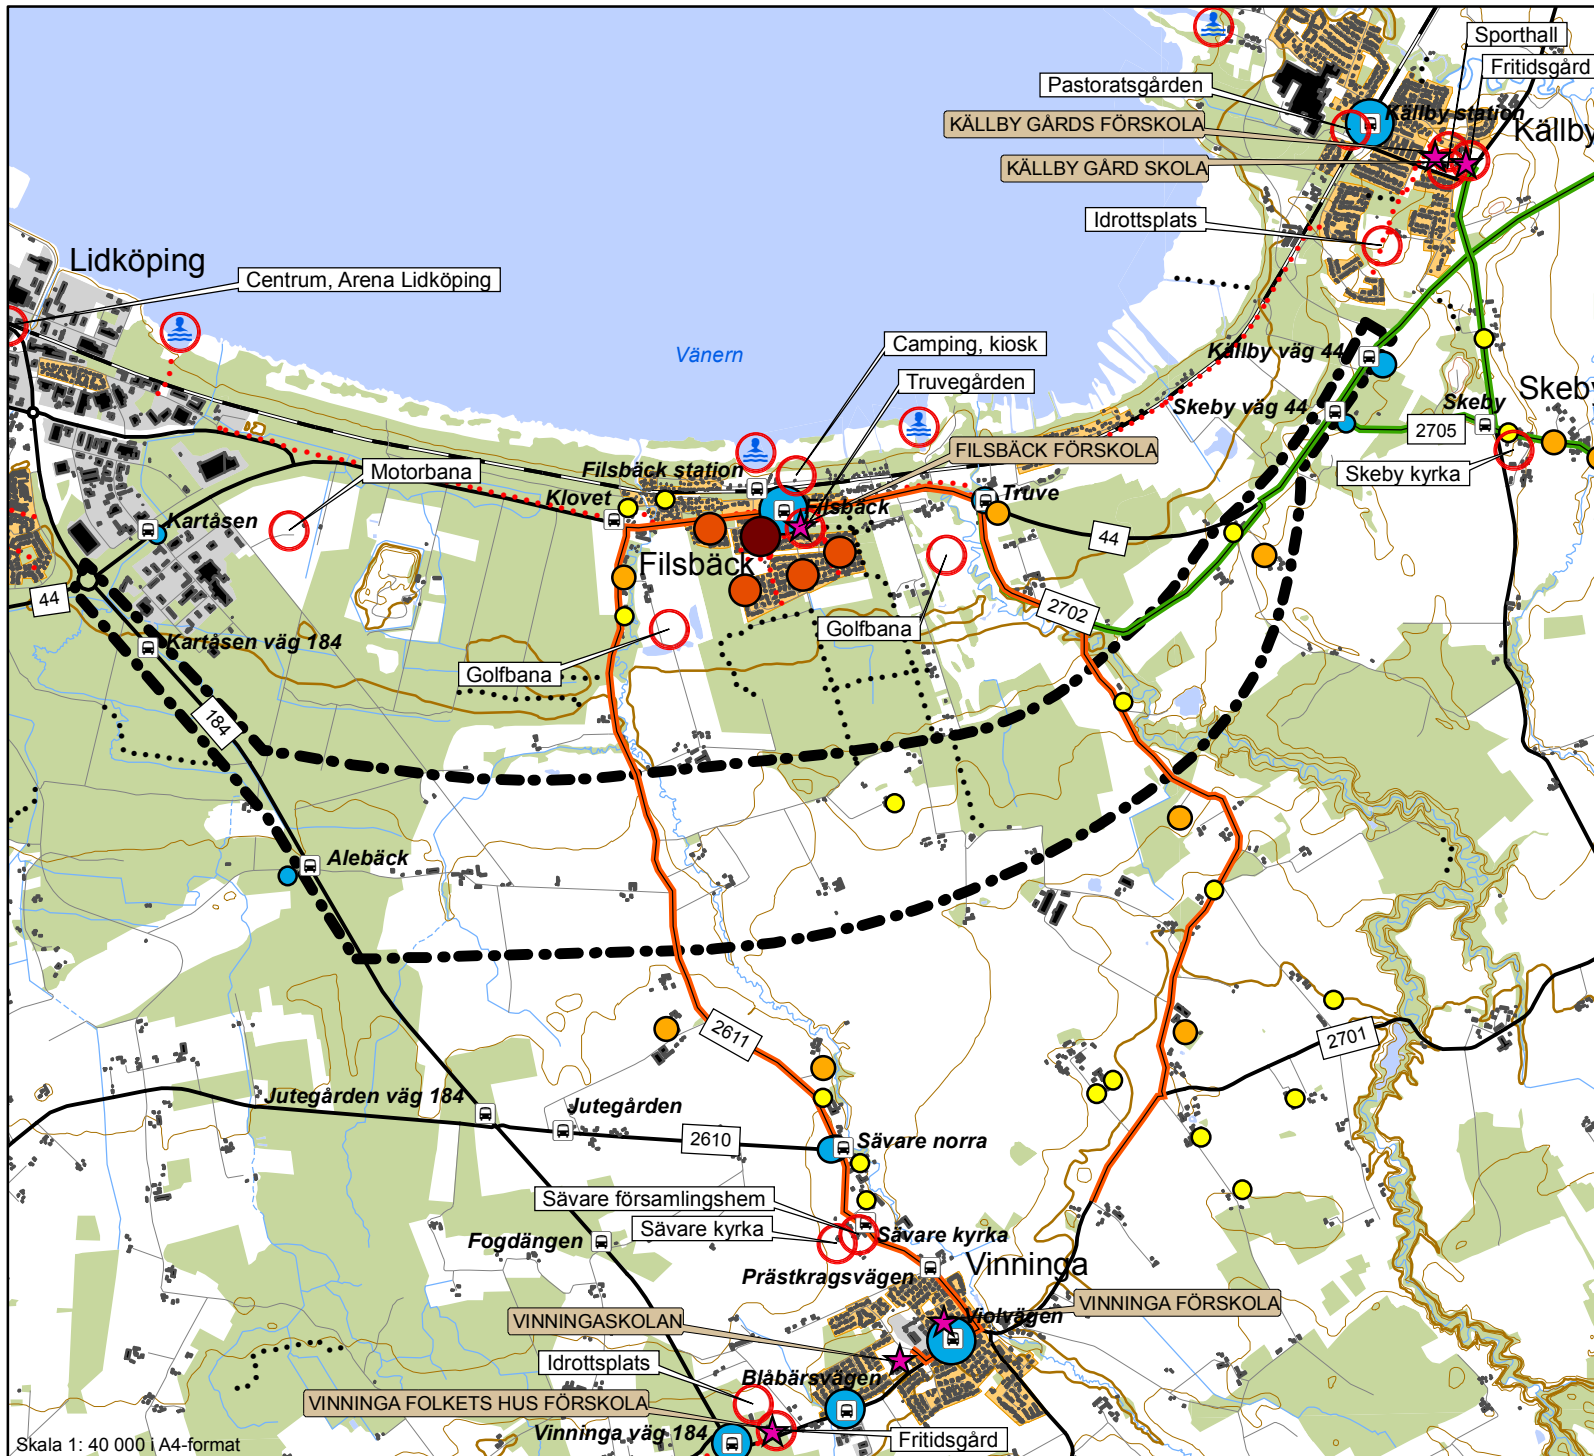 Sporthall
Fritidsgård
Pastoratsgården
Källby station
KÄLLBY GÅRDS FÖRSKOLA
Källby
KÄLLBY GÅRD SKOLA
Idrottsplats
Lidköping
Centrum, Arena Lidköping
Vänern
Camping, kiosk
Källby väg 44
Truvegården
Skeby
Skeby väg 44
Skeby
2705
FILSBÄCK FÖRSKOLA
Motorbana
Filsbäck station
Skeby kyrka
Klovet
Truve
Filsbäck
Kartåsen
44
Filsbäck
44
2702
Golfbana
Kartåsen väg 184
Golfbana
184
Alebäck
2611
2701
Jutegården väg 184
Jutegården
2610
Sävare norra
Sävare församlingshem
Sävare kyrka
Sävare kyrka
Fogdängen
Prästkragsvägen
Vinninga
VINNINGA FÖRSKOLA
VINNINGASKOLAN
Violvägen
Idrottsplats
Blåbärsvägen
VINNINGA FOLKETS HUS FÖRSKOLA
Vinninga väg 184
Fritidsgård
Skala 1: 40 000 i A4-format